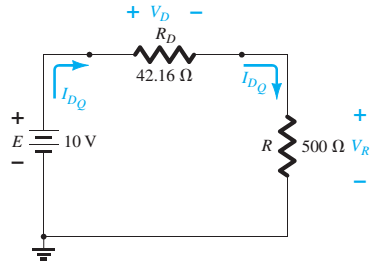 + V_D −
R_D
42.16 Ω
I_DQ
I_DQ
+
E
10 V
−
R
500 Ω
+
V_R
−